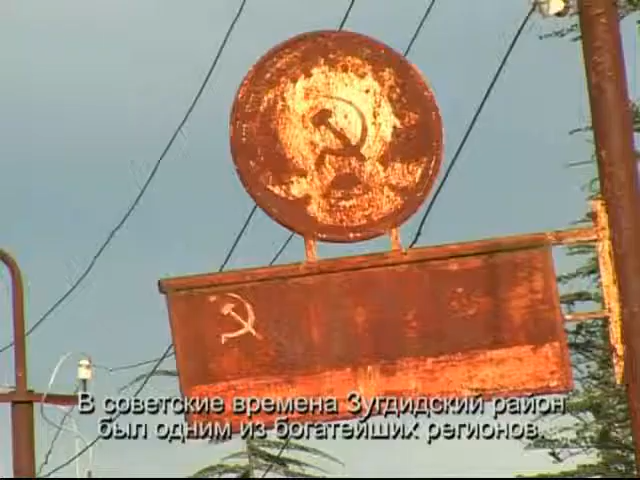 В советские времена Зугдидский район
был одним из богатейших регионов.